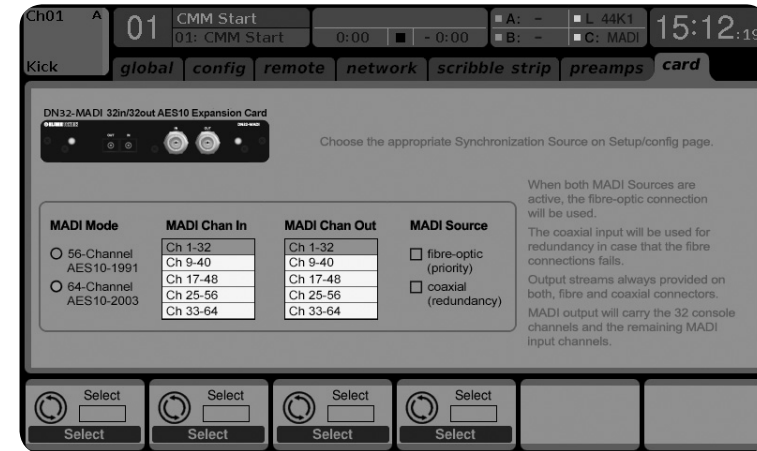 Ch01 A
Kick
01
CMM Start
01: CMM Start
0:00
- 0:00
A: -
B: -
L 44K1
C: MADI
15:12:19
global
config
remote
network
scribble strip
preamps
card
DN32-MADI 32in/32out AES10 Expansion Card
OUT IN
IN
OUT
DN32-MADI
Choose the appropriate Synchronization Source on Setup/config page.
MADI Mode
56-Channel
AES10-1991
64-Channel
AES10-2003
MADI Chan In
Ch 1-32
Ch 9-40
Ch 17-48
Ch 25-56
Ch 33-64
MADI Chan Out
Ch 1-32
Ch 9-40
Ch 17-48
Ch 25-56
Ch 33-64
MADI Source
fibre-optic
(priority)
coaxial
(redundancy)
When both MADI Sources are
active, the fibre-optic connection
will be used.
The coaxial input will be used for
redundancy in case that the fibre
connections fails.
Output streams always provided on
both, fibre and coaxial connectors.
MADI output will carry the 32 console
channels and the remaining MADI
input channels.
Select
Select
Select
Select
Select
Select
Select
Select